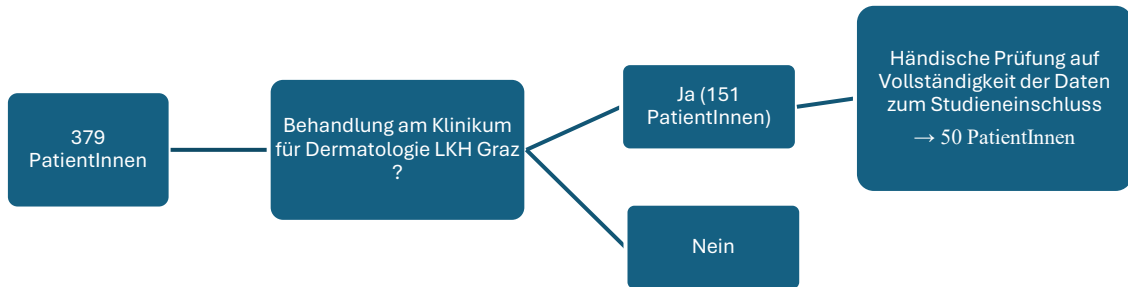 379
PatientInnen
Behandlung am Klinikum
für Dermatologie LKH Graz
?
Ja (151
PatientInnen)
Händische Prüfung auf
Vollständigkeit der Daten
zum Studieneinschluss
→ 50 PatientInnen
Nein